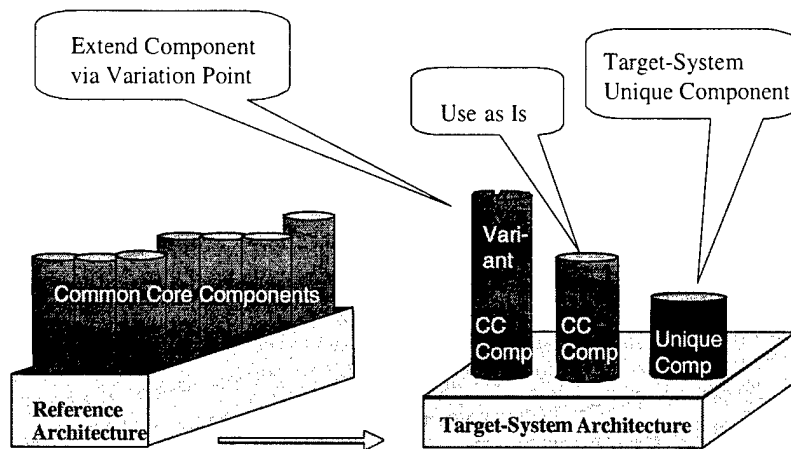 Extend Component
via Variation Point
Use as Is
Target-System
Unique Component
Common Core Components
Reference
Architecture
Vari-
ant
CC
Comp
CC
Comp
Unique
Comp
Target-System Architecture